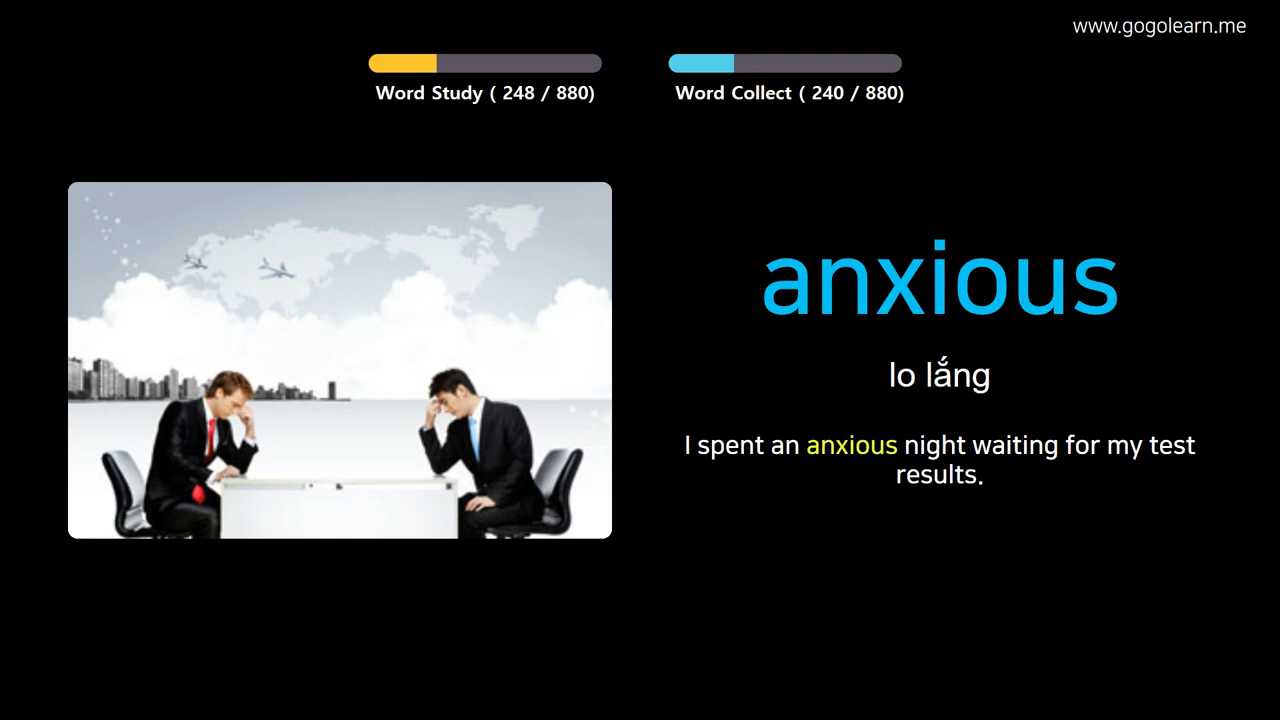 www.gogolearn.me
Word Study ( 248 / 880)
Word Collect ( 240 / 880)
anxious
lo lắng
I spent an anxious night waiting for my test
results.